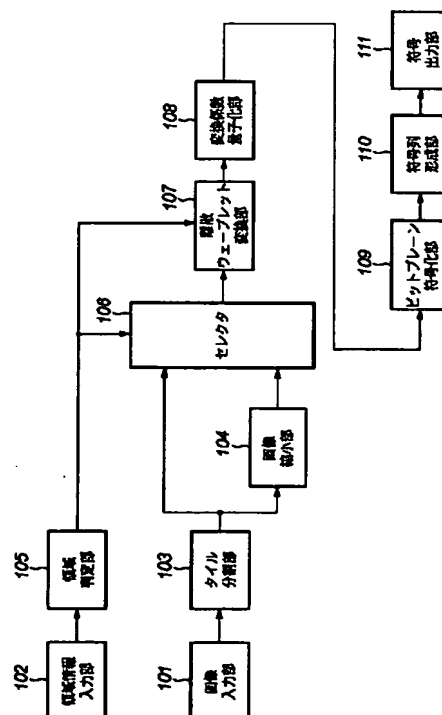 102
領域情報
入力部
105
領域
判定部
101
画像
入力部
103
タイル
分割部
104
画像
縮小部
106
セレクタ
107
離散
ウェーブレット
変換部
108
変換係数
量子化部
109
ビットプレーン
符号化部
110
符号列
形成部
111
符号
出力部